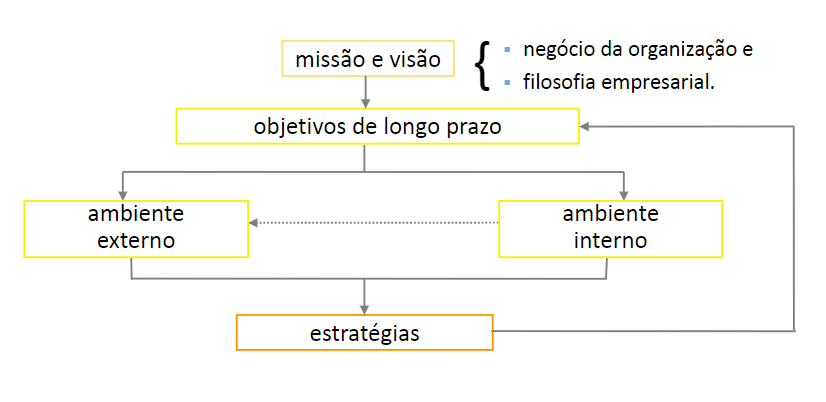 missão e visão
negócio da organização e
filosofia empresarial.
objetivos de longo prazo
ambiente
externo
ambiente
interno
estratégias